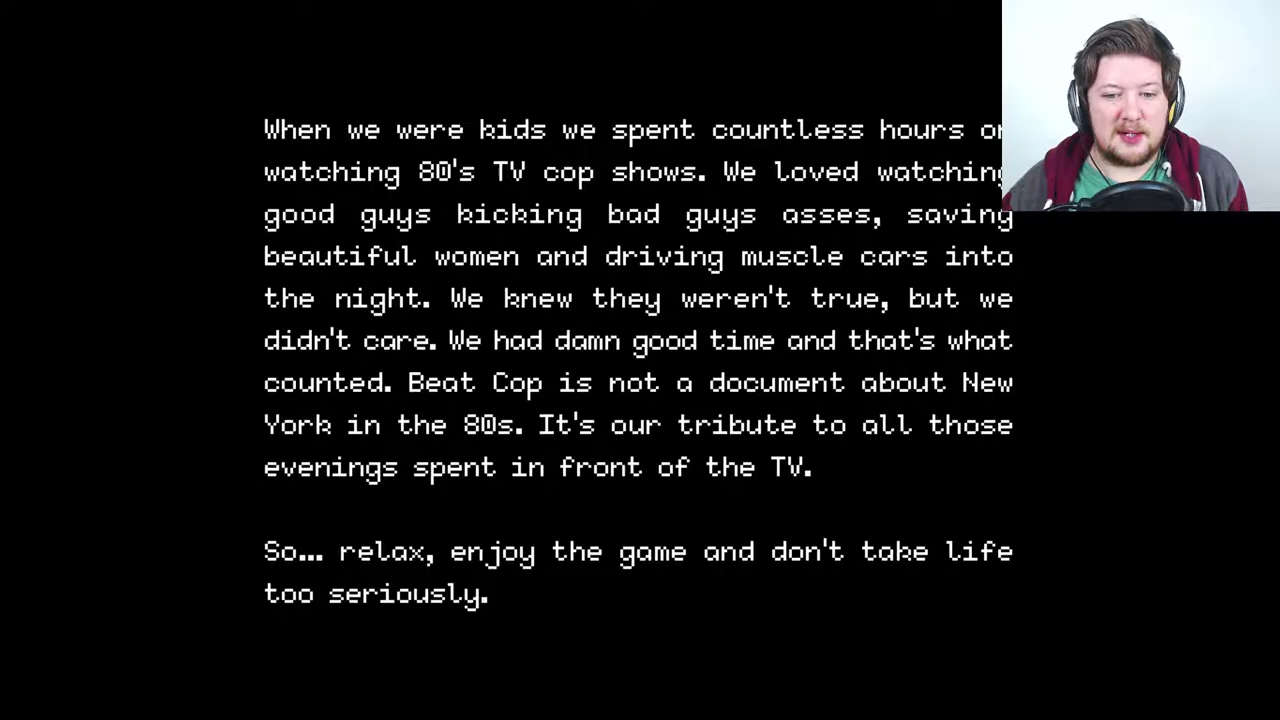 When we were kids we spent countless hours on
watching 80's TV cop shows. We loved watching
good guys kicking bad guys asses, saving
beautiful women and driving muscle cars into
the night. We knew they weren't true, but we
didn't care. We had damn good time and that's what
counted. Beat Cop is not a document about New
York in the 80s. It's our tribute to all those
evenings spent in front of the TV.
So... relax, enjoy the game and don't take life
too seriously.